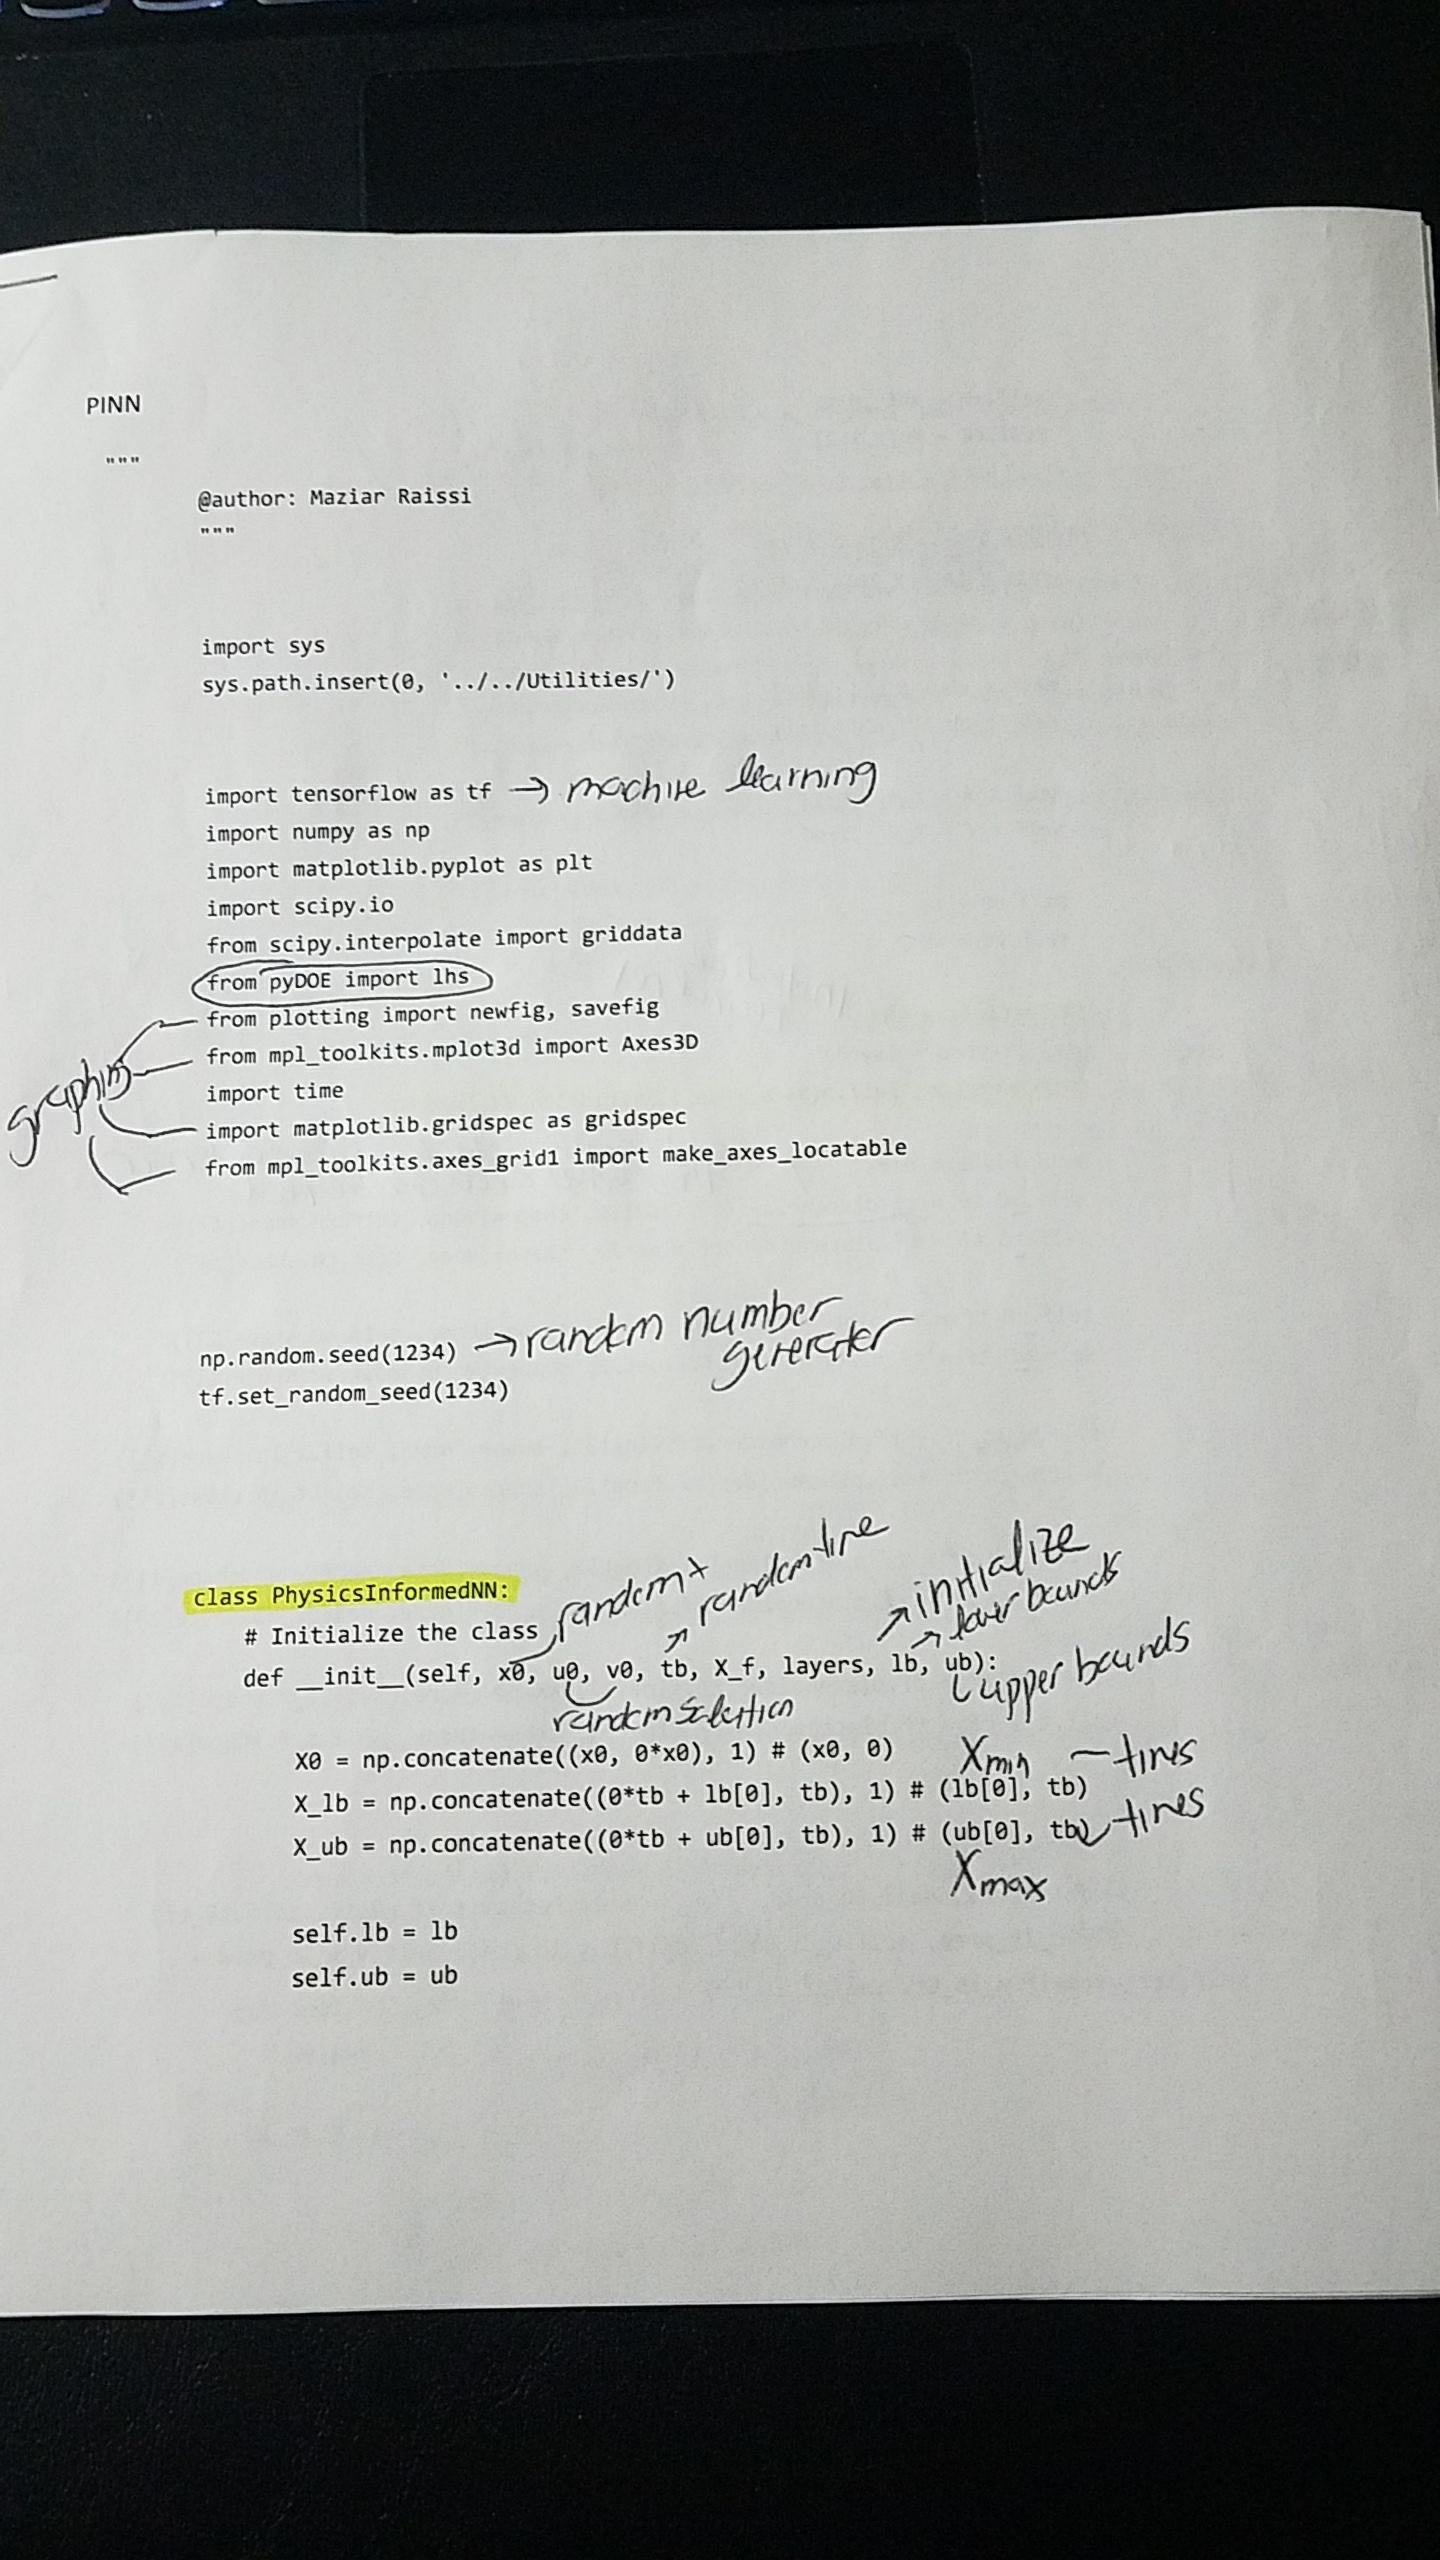 PINN
"""
@author: Maziar Raissi
"""
import sys
sys.path.insert(0, '../../Utilities/')
import tensorflow as tf → machine learning
import numpy as np
import matplotlib.pyplot as plt
import scipy.io
from scipy.interpolate import griddata
from pyDOE import lhs
from plotting import newfig, savefig
from mpl_toolkits.mplot3d import Axes3D
graphing
import time
import matplotlib.gridspec as gridspec
from mpl_toolkits.axes_grid1 import make_axes_locatable
np.random.seed(1234) → random number
generator
tf.set_random_seed(1234)
random x
random time
initialize
lower bounds
class PhysicsInformedNN:
# Initialize the class
def __init__(self, x0, u0, v0, tb, X_f, layers, lb, ub):
upper bounds
random selection
X0 = np.concatenate((x0, 0*x0), 1) # (x0, 0)
Xmin — times
X_lb = np.concatenate((0*tb + lb[0], tb), 1) # (lb[0], tb)
X_ub = np.concatenate((0*tb + ub[0], tb), 1) # (ub[0], tb) times
Xmax
self.lb = lb
self.ub = ub